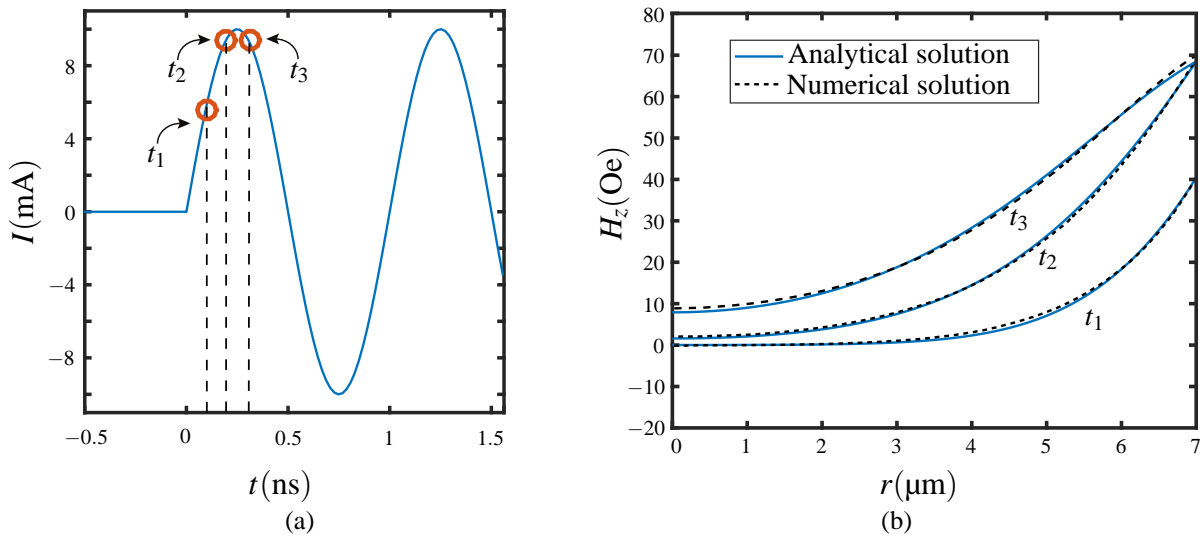 8
4
0
−4
−8
I(mA)
t₁
t₂
t₃
−0.5
0
0.5
1
1.5
t(ns)
(a)
80
70
60
50
40
30
20
10
0
−10
−20
H_z(Oe)
Analytical solution
Numerical solution
t₃
t₂
t₁
0
1
2
3
4
5
6
7
r(μm)
(b)